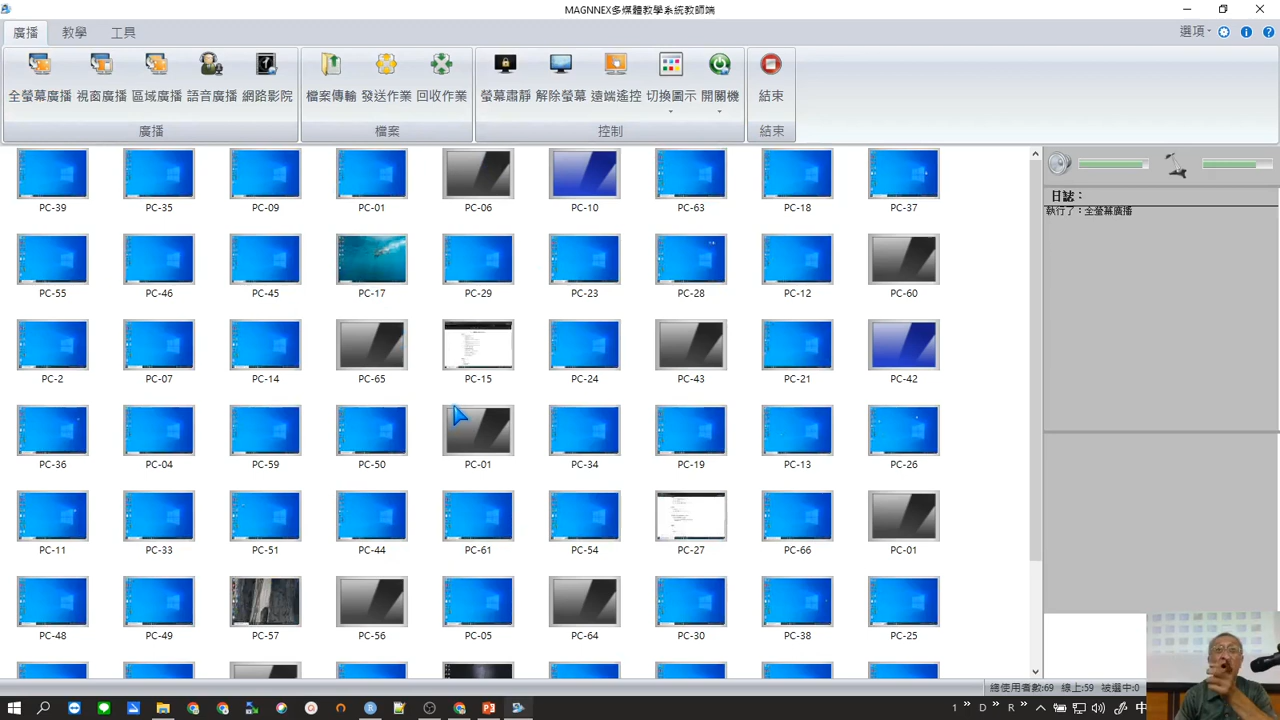 MAGNNEX多媒體教學系統教師端
廣播 教學 工具 選項
全螢幕廣播 視窗廣播 區域廣播 語音廣播 網路影院 檔案傳輸 發送作業 回收作業 螢幕肅靜 解除螢幕 遠端遙控 切換圖示 開關機 結束
廣播 檔案 控制 結束
PC-39 PC-35 PC-09 PC-01 PC-06 PC-10 PC-63 PC-18 PC-37
PC-55 PC-46 PC-45 PC-17 PC-29 PC-23 PC-28 PC-12 PC-60
PC-2 PC-07 PC-14 PC-65 PC-15 PC-24 PC-43 PC-21 PC-42
PC-36 PC-04 PC-59 PC-50 PC-01 PC-34 PC-19 PC-13 PC-26
PC-11 PC-33 PC-51 PC-44 PC-61 PC-54 PC-27 PC-66 PC-01
PC-48 PC-49 PC-57 PC-56 PC-05 PC-64 PC-30 PC-38 PC-25
日誌：
執行了：全螢幕廣播
總使用者數:69 線上:59 被選中:0
1 » D » R » 中